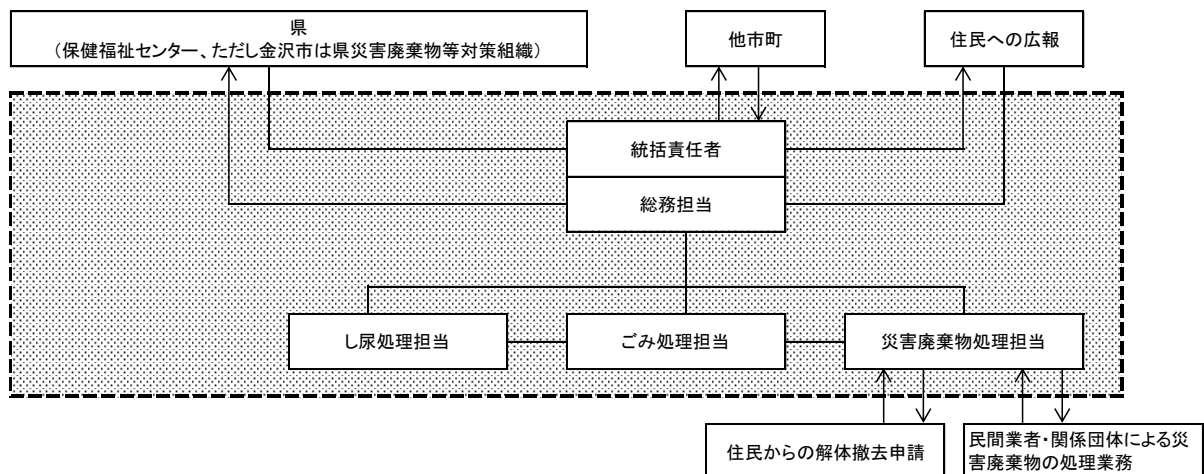 県
（保健福祉センター、ただし金沢市は県災害廃棄物等対策組織）
他市町
住民への広報
統括責任者
総務担当
し尿処理担当
ごみ処理担当
災害廃棄物処理担当
住民からの解体撤去申請
民間業者・関係団体による災
害廃棄物の処理業務